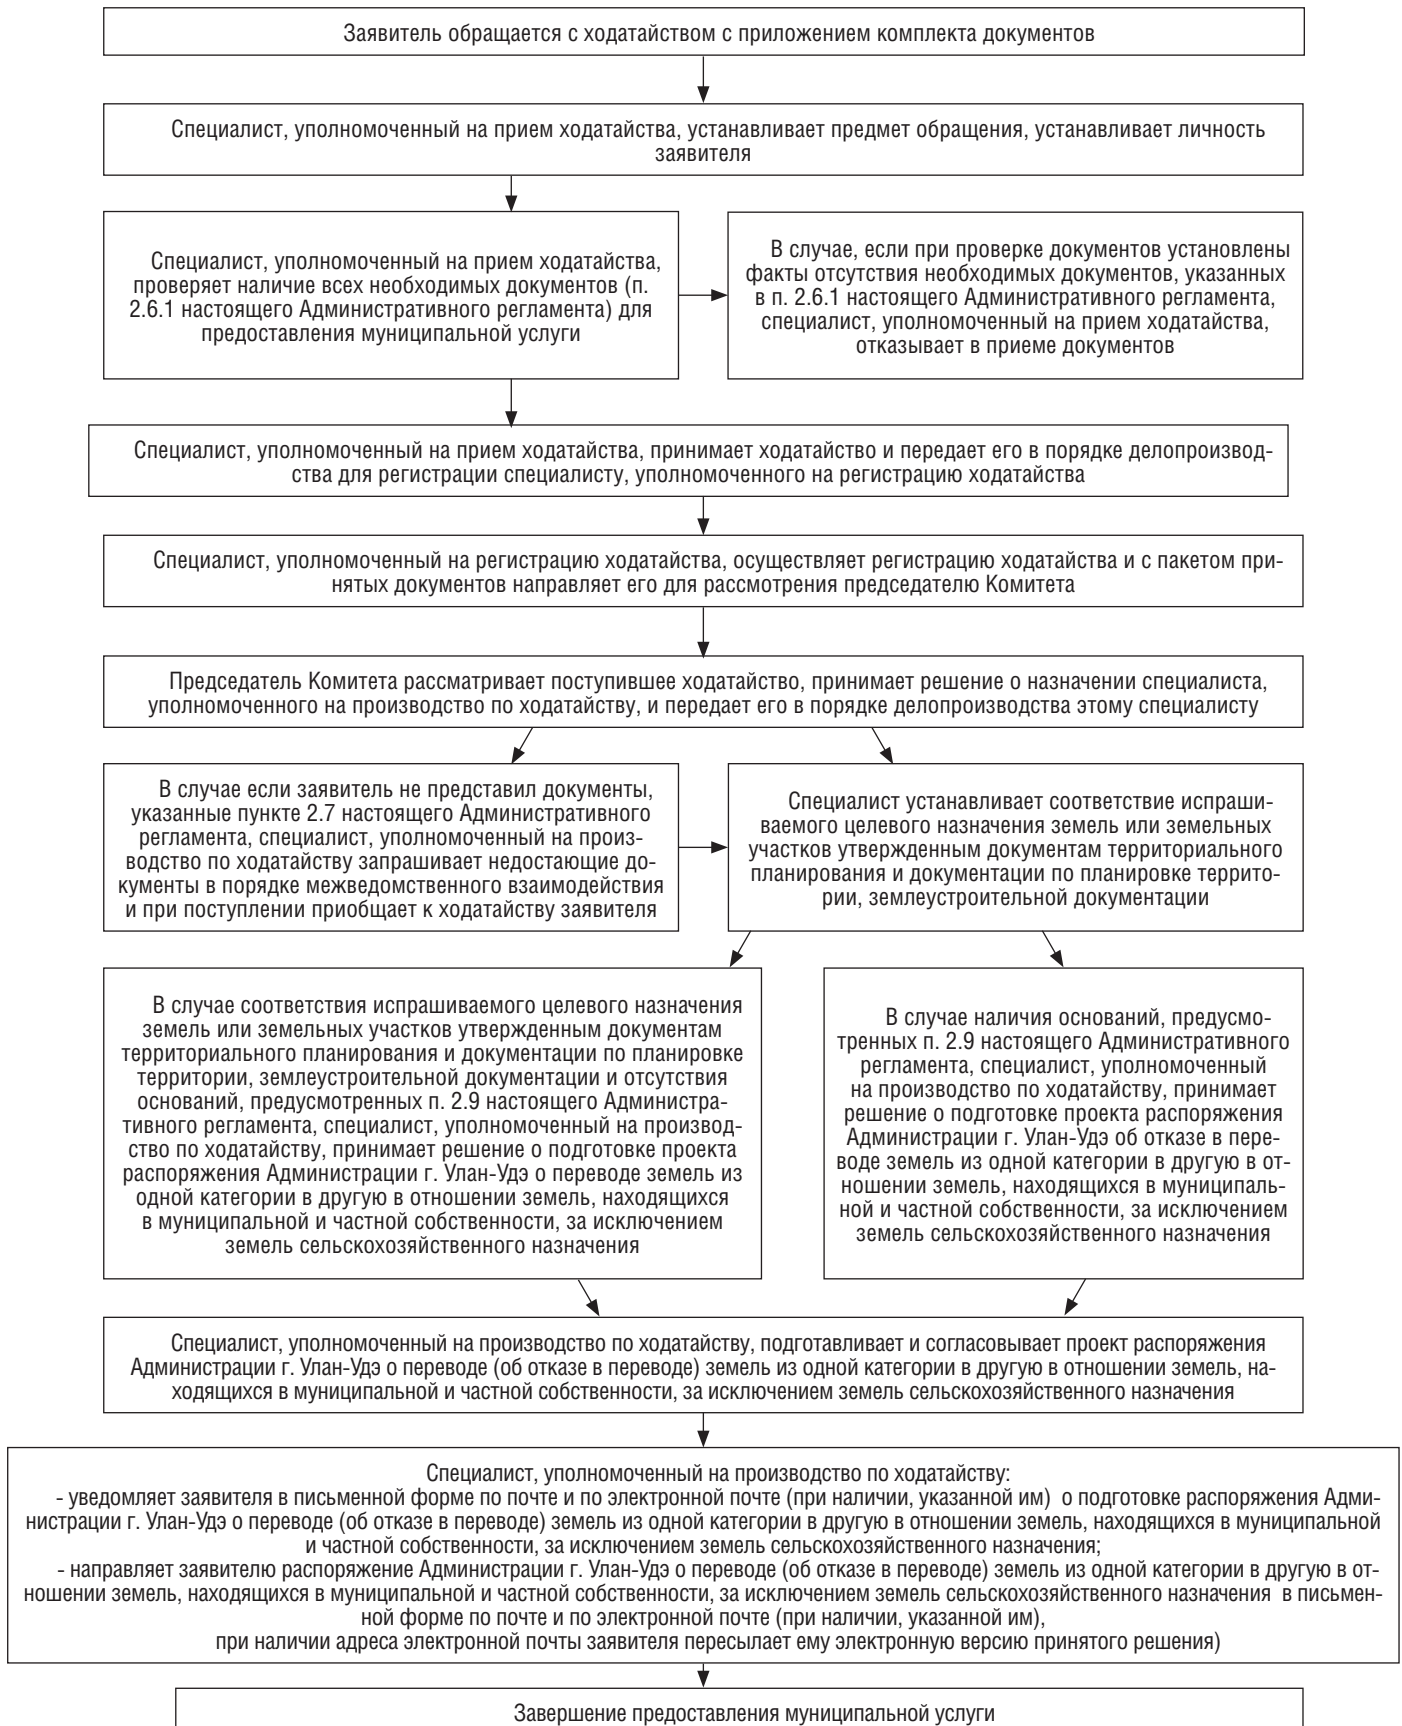 Заявитель обращается с ходатайством с приложением комплекта документов
Специалист, уполномоченный на прием ходатайства, устанавливает предмет обращения, устанавливает личность
заявителя
Специалист, уполномоченный на прием ходатайства,
проверяет наличие всех необходимых документов (п.
2.6.1 настоящего Административного регламента) для
предоставления муниципальной услуги
В случае, если при проверке документов установлены
факты отсутствия необходимых документов, указанных
в п. 2.6.1 настоящего Административного регламента,
специалист, уполномоченный на прием ходатайства,
отказывает в приеме документов
Специалист, уполномоченный на прием ходатайства, принимает ходатайство и передает его в порядке делопроизвод-
ства для регистрации специалисту, уполномоченного на регистрацию ходатайства
Специалист, уполномоченный на регистрацию ходатайства, осуществляет регистрацию ходатайства и с пакетом при-
нятых документов направляет его для рассмотрения председателю Комитета
Председатель Комитета рассматривает поступившее ходатайство, принимает решение о назначении специалиста,
уполномоченного на производство по ходатайству, и передает его в порядке делопроизводства этому специалисту
В случае если заявитель не представил документы,
указанные пункте 2.7 настоящего Административного
регламента, специалист, уполномоченный на произ-
водство по ходатайству запрашивает недостающие до-
кументы в порядке межведомственного взаимодействия
и при поступлении приобщает к ходатайству заявителя
Специалист устанавливает соответствие испраши-
ваемого целевого назначения земель или земельных
участков утвержденным документам территориального
планирования и документации по планировке террито-
рии, землеустроительной документации
В случае соответствия испрашиваемого целевого назначения
земель или земельных участков утвержденным документам
территориального планирования и документации по планировке
территории, землеустроительной документации и отсутствия
оснований, предусмотренных п. 2.9 настоящего Администра-
тивного регламента, специалист, уполномоченный на производ-
ство по ходатайству, принимает решение о подготовке проекта
распоряжения Администрации г. Улан-Удэ о переводе земель из
одной категории в другую в отношении земель, находящихся
в муниципальной и частной собственности, за исключением
земель сельскохозяйственного назначения
В случае наличия оснований, предусмо-
тренных п. 2.9 настоящего Административного
регламента, специалист, уполномоченный
на производство по ходатайству, принимает
решение о подготовке проекта распоряжения
Администрации г. Улан-Удэ об отказе в пере-
воде земель из одной категории в другую в от-
ношении земель, находящихся в муниципаль-
ной и частной собственности, за исключением
земель сельскохозяйственного назначения
Специалист, уполномоченный на производство по ходатайству, подготавливает и согласовывает проект распоряжения
Администрации г. Улан-Удэ о переводе (об отказе в переводе) земель из одной категории в другую в отношении земель, на-
ходящихся в муниципальной и частной собственности, за исключением земель сельскохозяйственного назначения
Специалист, уполномоченный на производство по ходатайству:
- уведомляет заявителя в письменной форме по почте и по электронной почте (при наличии, указанной им) о подготовке распоряжения Адми-
нистрации г. Улан-Удэ о переводе (об отказе в переводе) земель из одной категории в другую в отношении земель, находящихся в муниципальной
и частной собственности, за исключением земель сельскохозяйственного назначения;
- направляет заявителю распоряжение Администрации г. Улан-Удэ о переводе (об отказе в переводе) земель из одной категории в другую в от-
ношении земель, находящихся в муниципальной и частной собственности, за исключением земель сельскохозяйственного назначения в письмен-
ной форме по почте и по электронной почте (при наличии, указанной им),
при наличии адреса электронной почты заявителя пересылает ему электронную версию принятого решения)
Завершение предоставления муниципальной услуги